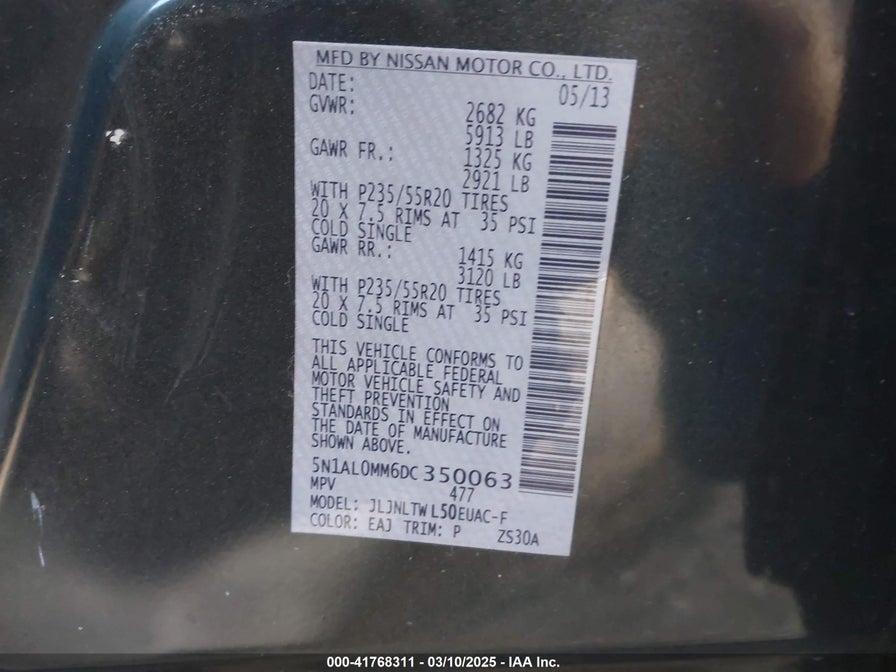 MFD BY NISSAN MOTOR CO., LTD.
DATE: 05/13
GVWR: 2682 KG
5913 LB
GAWR FR.: 1325 KG
2921 LB
WITH P235/55R20 TIRES
20 X 7.5 RIMS AT 35 PSI
COLD SINGLE
GAWR RR.: 1415 KG
3120 LB
WITH P235/55R20 TIRES
20 X 7.5 RIMS AT 35 PSI
COLD SINGLE
THIS VEHICLE CONFORMS TO
ALL APPLICABLE FEDERAL
MOTOR VEHICLE SAFETY AND
THEFT PREVENTION
STANDARDS IN EFFECT ON
THE DATE OF MANUFACTURE
SHOWN ABOVE.
5N1AL0MM6DC350063
MPV 477
MODEL: JLJNLTWL50EUAC-F
COLOR: EAJ TRIM: P ZS30A
000-41768311 - 03/10/2025 - IAA Inc.